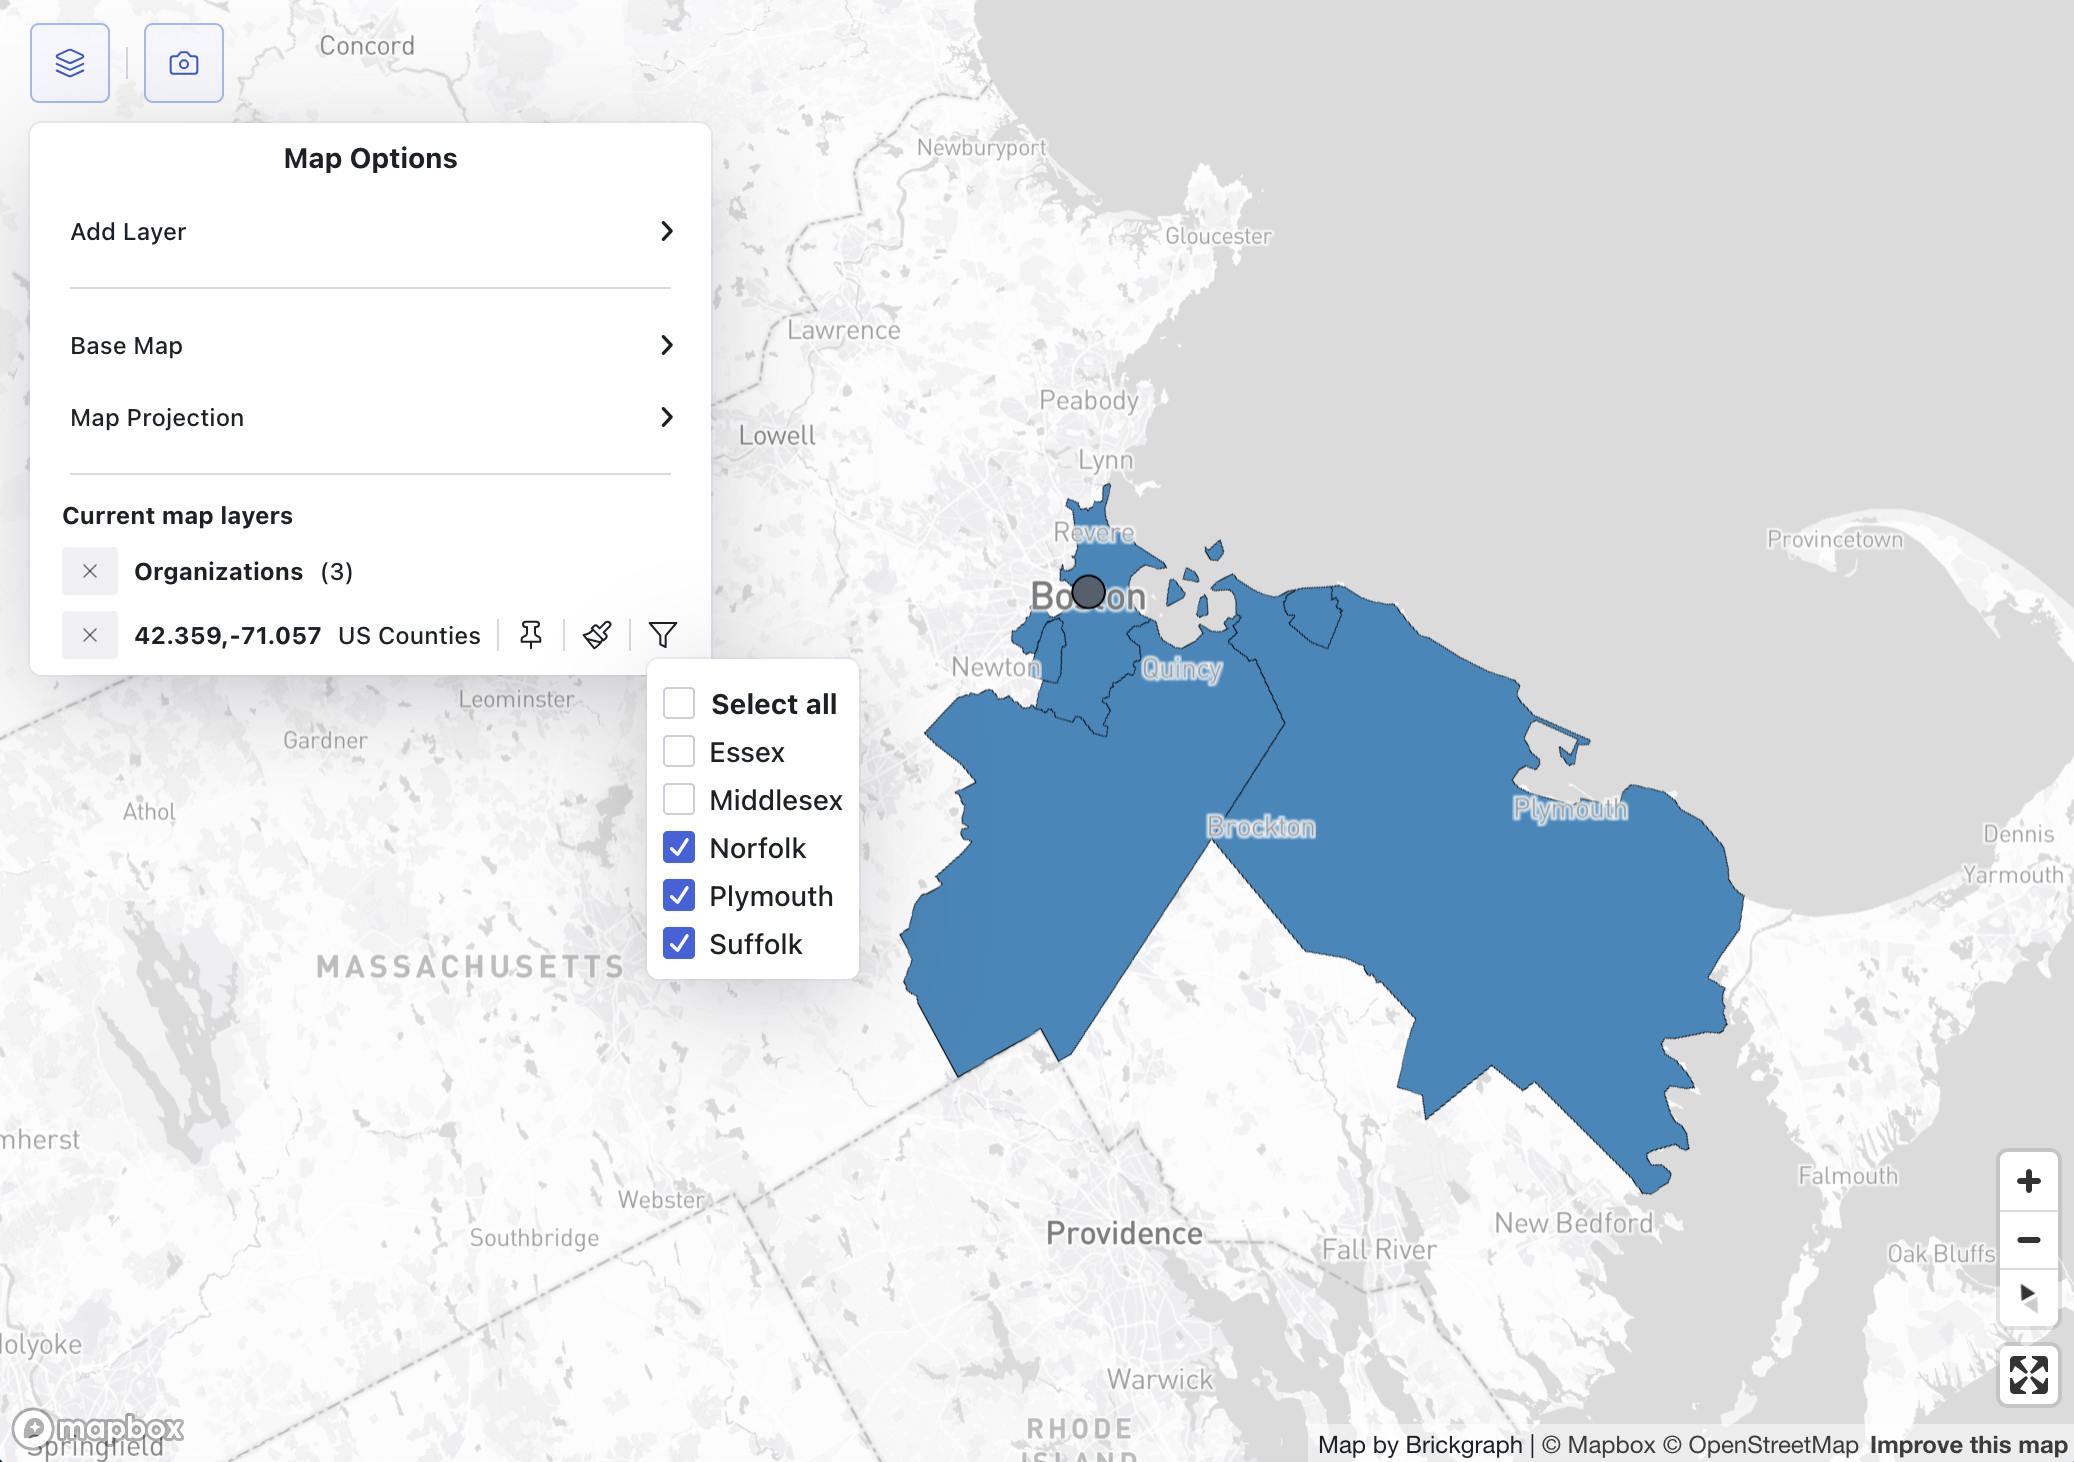 Concord
Newburyport
Gloucester
Map Options
Add Layer
Base Map
Map Projection
Current map layers
Organizations (3)
42.359,-71.057 US Counties
Select all
Essex
Middlesex
Norfolk
Plymouth
Suffolk
Lawrence
Peabody
Lowell
Lynn
Revere
Boston
Newton
Quincy
Provincetown
Leominster
Gardner
Athol
Brockton
Plymouth
Dennis
Yarmouth
MASSACHUSETTS
mherst
Webster
Southbridge
Providence
Fall River
New Bedford
Falmouth
Oak Bluffs
olyoke
Warwick
RHODE
ISLAND
mapbox
Springfield
Map by Brickgraph | © Mapbox © OpenStreetMap Improve this map